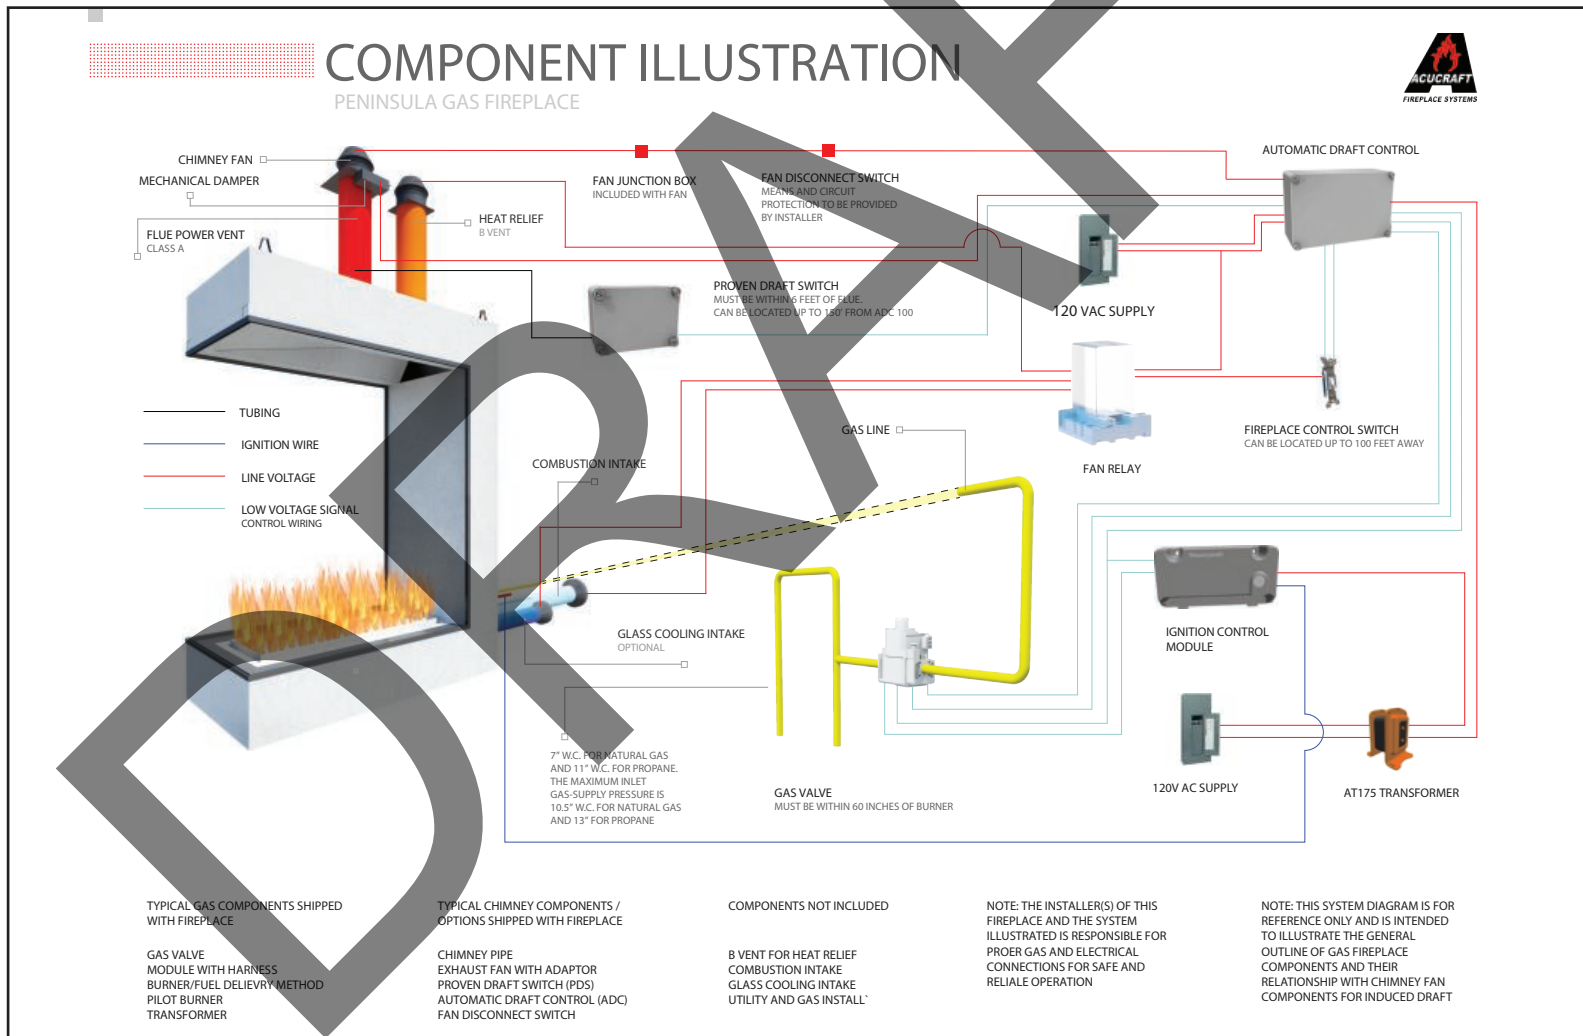 COMPONENT ILLUSTRATION
PENINSULA GAS FIREPLACE
ACUCRAFT
FIREPLACE SYSTEMS
CHIMNEY FAN
MECHANICAL DAMPER
FLUE POWER VENT
CLASS A
HEAT RELIEF
B VENT
FAN JUNCTION BOX
INCLUDED WITH FAN
FAN DISCONNECT SWITCH
MEANS AND CIRCUIT
PROTECTION TO BE PROVIDED
BY INSTALLER
AUTOMATIC DRAFT CONTROL
PROVEN DRAFT SWITCH
MUST BE WITHIN 6 FEET OF FLUE.
CAN BE LOCATED UP TO 150' FROM ADC 100
120 VAC SUPPLY
TUBING
IGNITION WIRE
LINE VOLTAGE
LOW VOLTAGE SIGNAL
CONTROL WIRING
COMBUSTION INTAKE
GAS LINE
FAN RELAY
FIREPLACE CONTROL SWITCH
CAN BE LOCATED UP TO 100 FEET AWAY
GLASS COOLING INTAKE
OPTIONAL
IGNITION CONTROL
MODULE
7" W.C. FOR NATURAL GAS
AND 11" W.C. FOR PROPANE.
THE MAXIMUM INLET
GAS-SUPPLY PRESSURE IS
10.5" W.C. FOR NATURAL GAS
AND 13" FOR PROPANE
GAS VALVE
MUST BE WITHIN 60 INCHES OF BURNER
120V AC SUPPLY
AT175 TRANSFORMER
DRAFT
TYPICAL GAS COMPONENTS SHIPPED
WITH FIREPLACE
GAS VALVE
MODULE WITH HARNESS
BURNER/FUEL DELIEVRY METHOD
PILOT BURNER
TRANSFORMER
TYPICAL CHIMNEY COMPONENTS /
OPTIONS SHIPPED WITH FIREPLACE
CHIMNEY PIPE
EXHAUST FAN WITH ADAPTOR
PROVEN DRAFT SWITCH (PDS)
AUTOMATIC DRAFT CONTROL (ADC)
FAN DISCONNECT SWITCH
COMPONENTS NOT INCLUDED
B VENT FOR HEAT RELIEF
COMBUSTION INTAKE
GLASS COOLING INTAKE
UTILITY AND GAS INSTALL`
NOTE: THE INSTALLER(S) OF THIS
FIREPLACE AND THE SYSTEM
ILLUSTRATED IS RESPONSIBLE FOR
PROER GAS AND ELECTRICAL
CONNECTIONS FOR SAFE AND
RELIALE OPERATION
NOTE: THIS SYSTEM DIAGRAM IS FOR
REFERENCE ONLY AND IS INTENDED
TO ILLUSTRATE THE GENERAL
OUTLINE OF GAS FIREPLACE
COMPONENTS AND THEIR
RELATIONSHIP WITH CHIMNEY FAN
COMPONENTS FOR INDUCED DRAFT